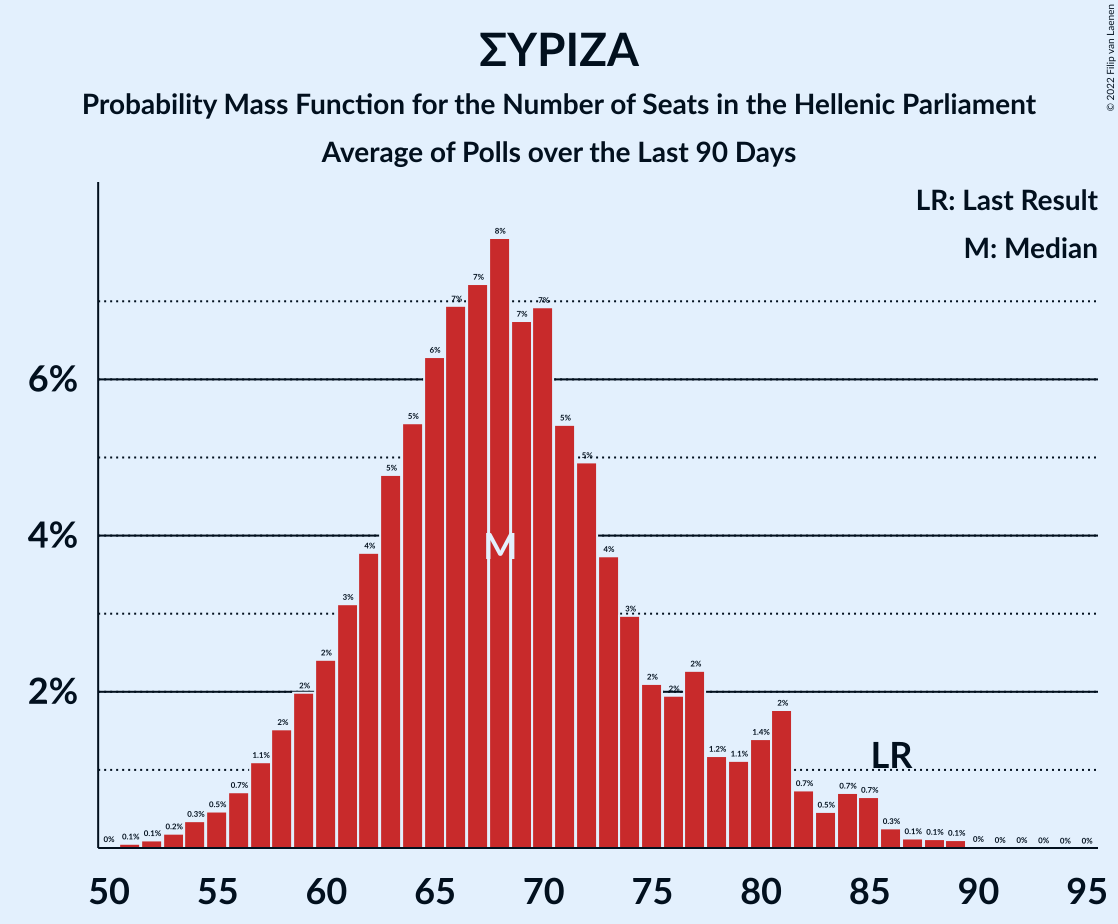 ΣΥΡΙΖΑ
Probability Mass Function for the Number of Seats in the Hellenic Parliament
Average of Polls over the Last 90 Days
© 2022 Filip van Laenen
LR: Last Result
M: Median
6%
4%
2%
0% 0.1% 0.1% 0.2% 0.3% 0.5% 0.7% 1.1% 2% 2% 2% 3% 4% 5% 5% 6% 7% 7% 8% 7% 7% 5% 5% 4% 3% 2% 2% 2% 1.2% 1.1% 1.4% 2% 0.7% 0.5% 0.7% 0.7% 0.3% 0.1% 0.1% 0.1% 0% 0% 0% 0% 0% 0%
M
LR
50 55 60 65 70 75 80 85 90 95